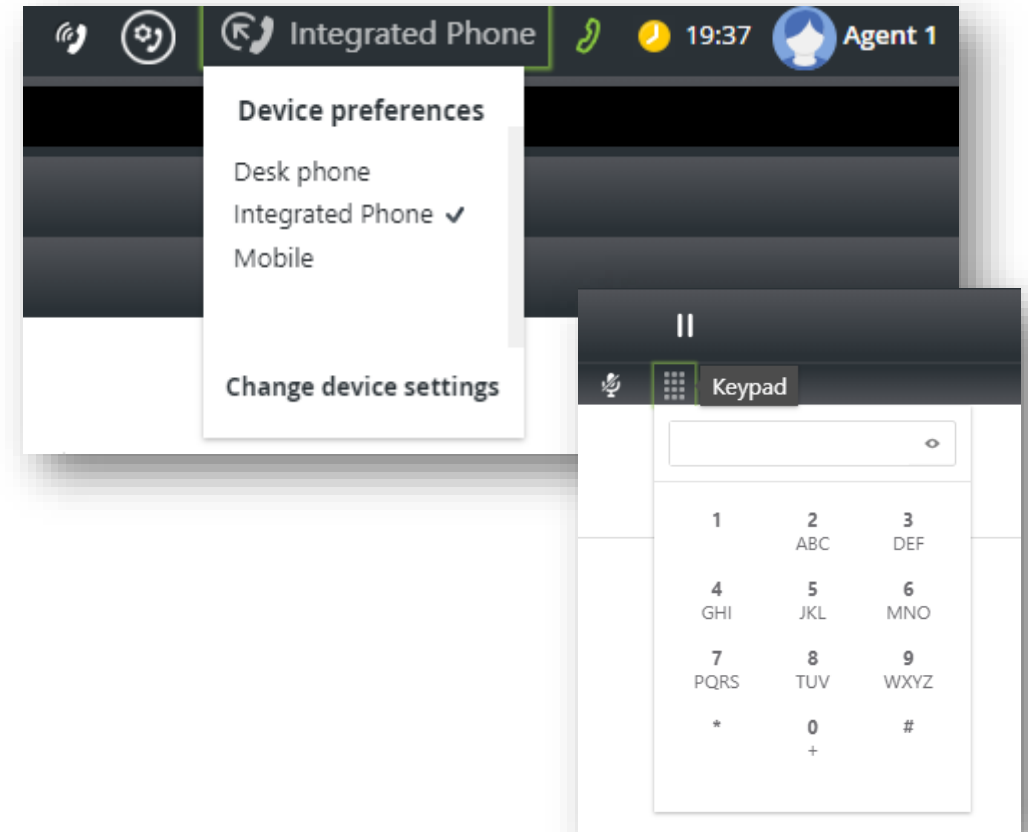 Integrated Phone 19:37 Agent 1
Device preferences
Desk phone
Integrated Phone
Mobile
Change device settings
Keypad
1 2 3
ABC DEF
4 5 6
GHI JKL MNO
7 8 9
PQRS TUV WXYZ
* 0 #
+